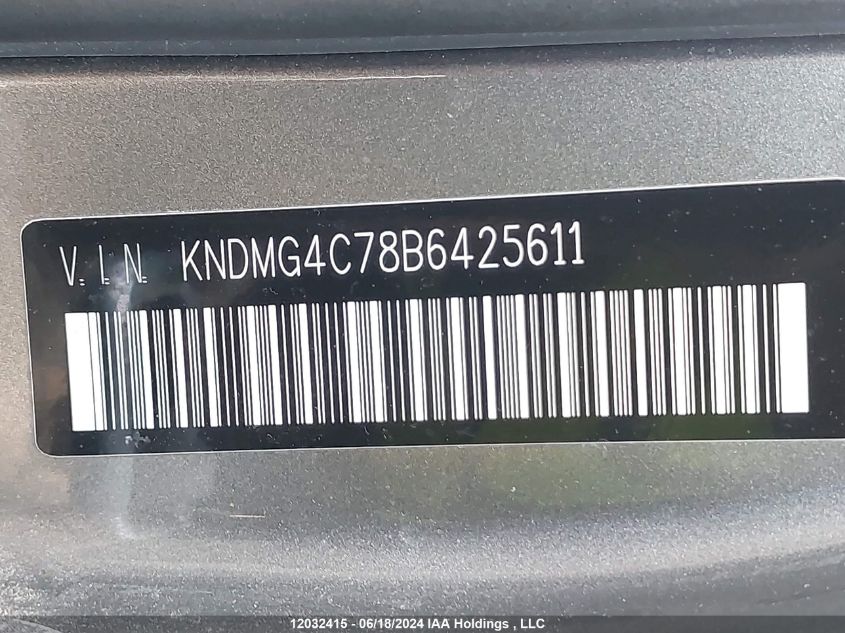 V.I.N. KNDMG4C78B6425611
12032415 - 06/18/2024 IAA Holdings , LLC